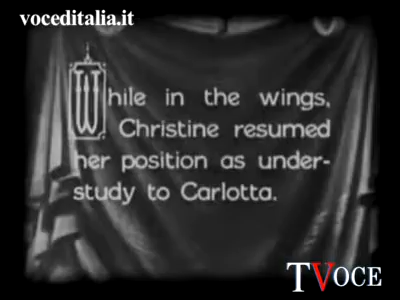 voceditalia.it
While in the wings,
Christine resumed
her position as under-
study to Carlotta.
TVOCE